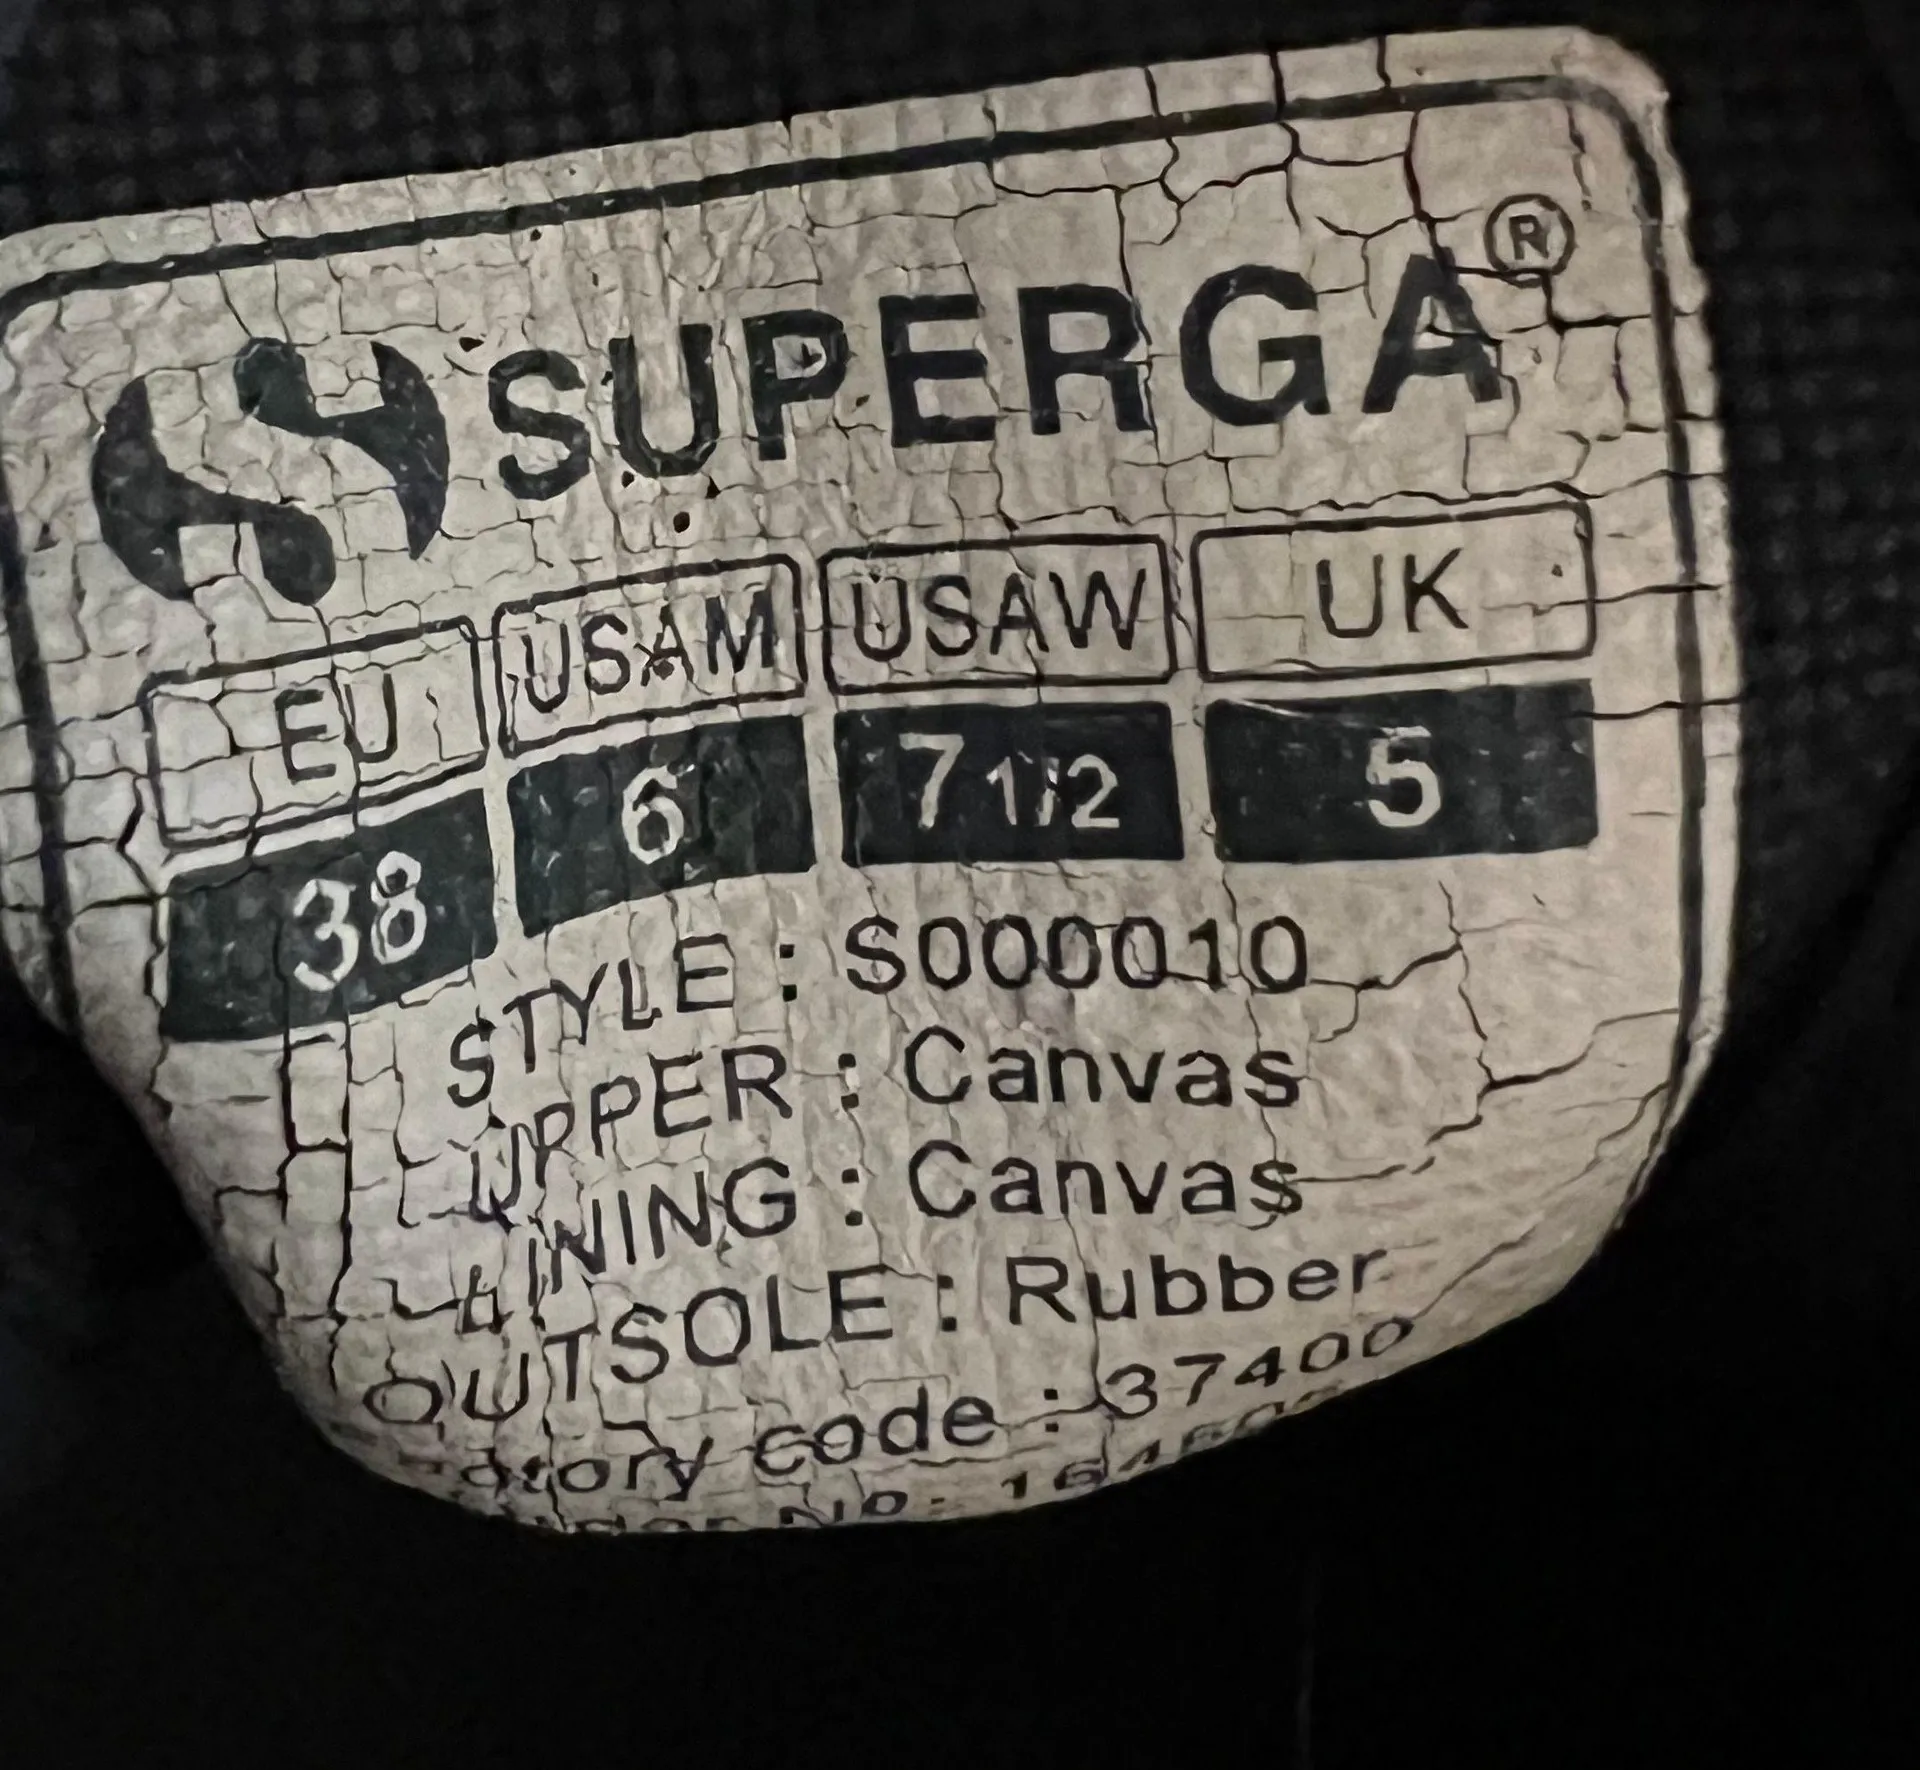 SUPERGA®
EU USAM USAW UK
38 6 7 1/2 5
STYLE : S000010
UPPER : Canvas
LINING : Canvas
OUTSOLE : Rubber
Factory code : 37400
No: